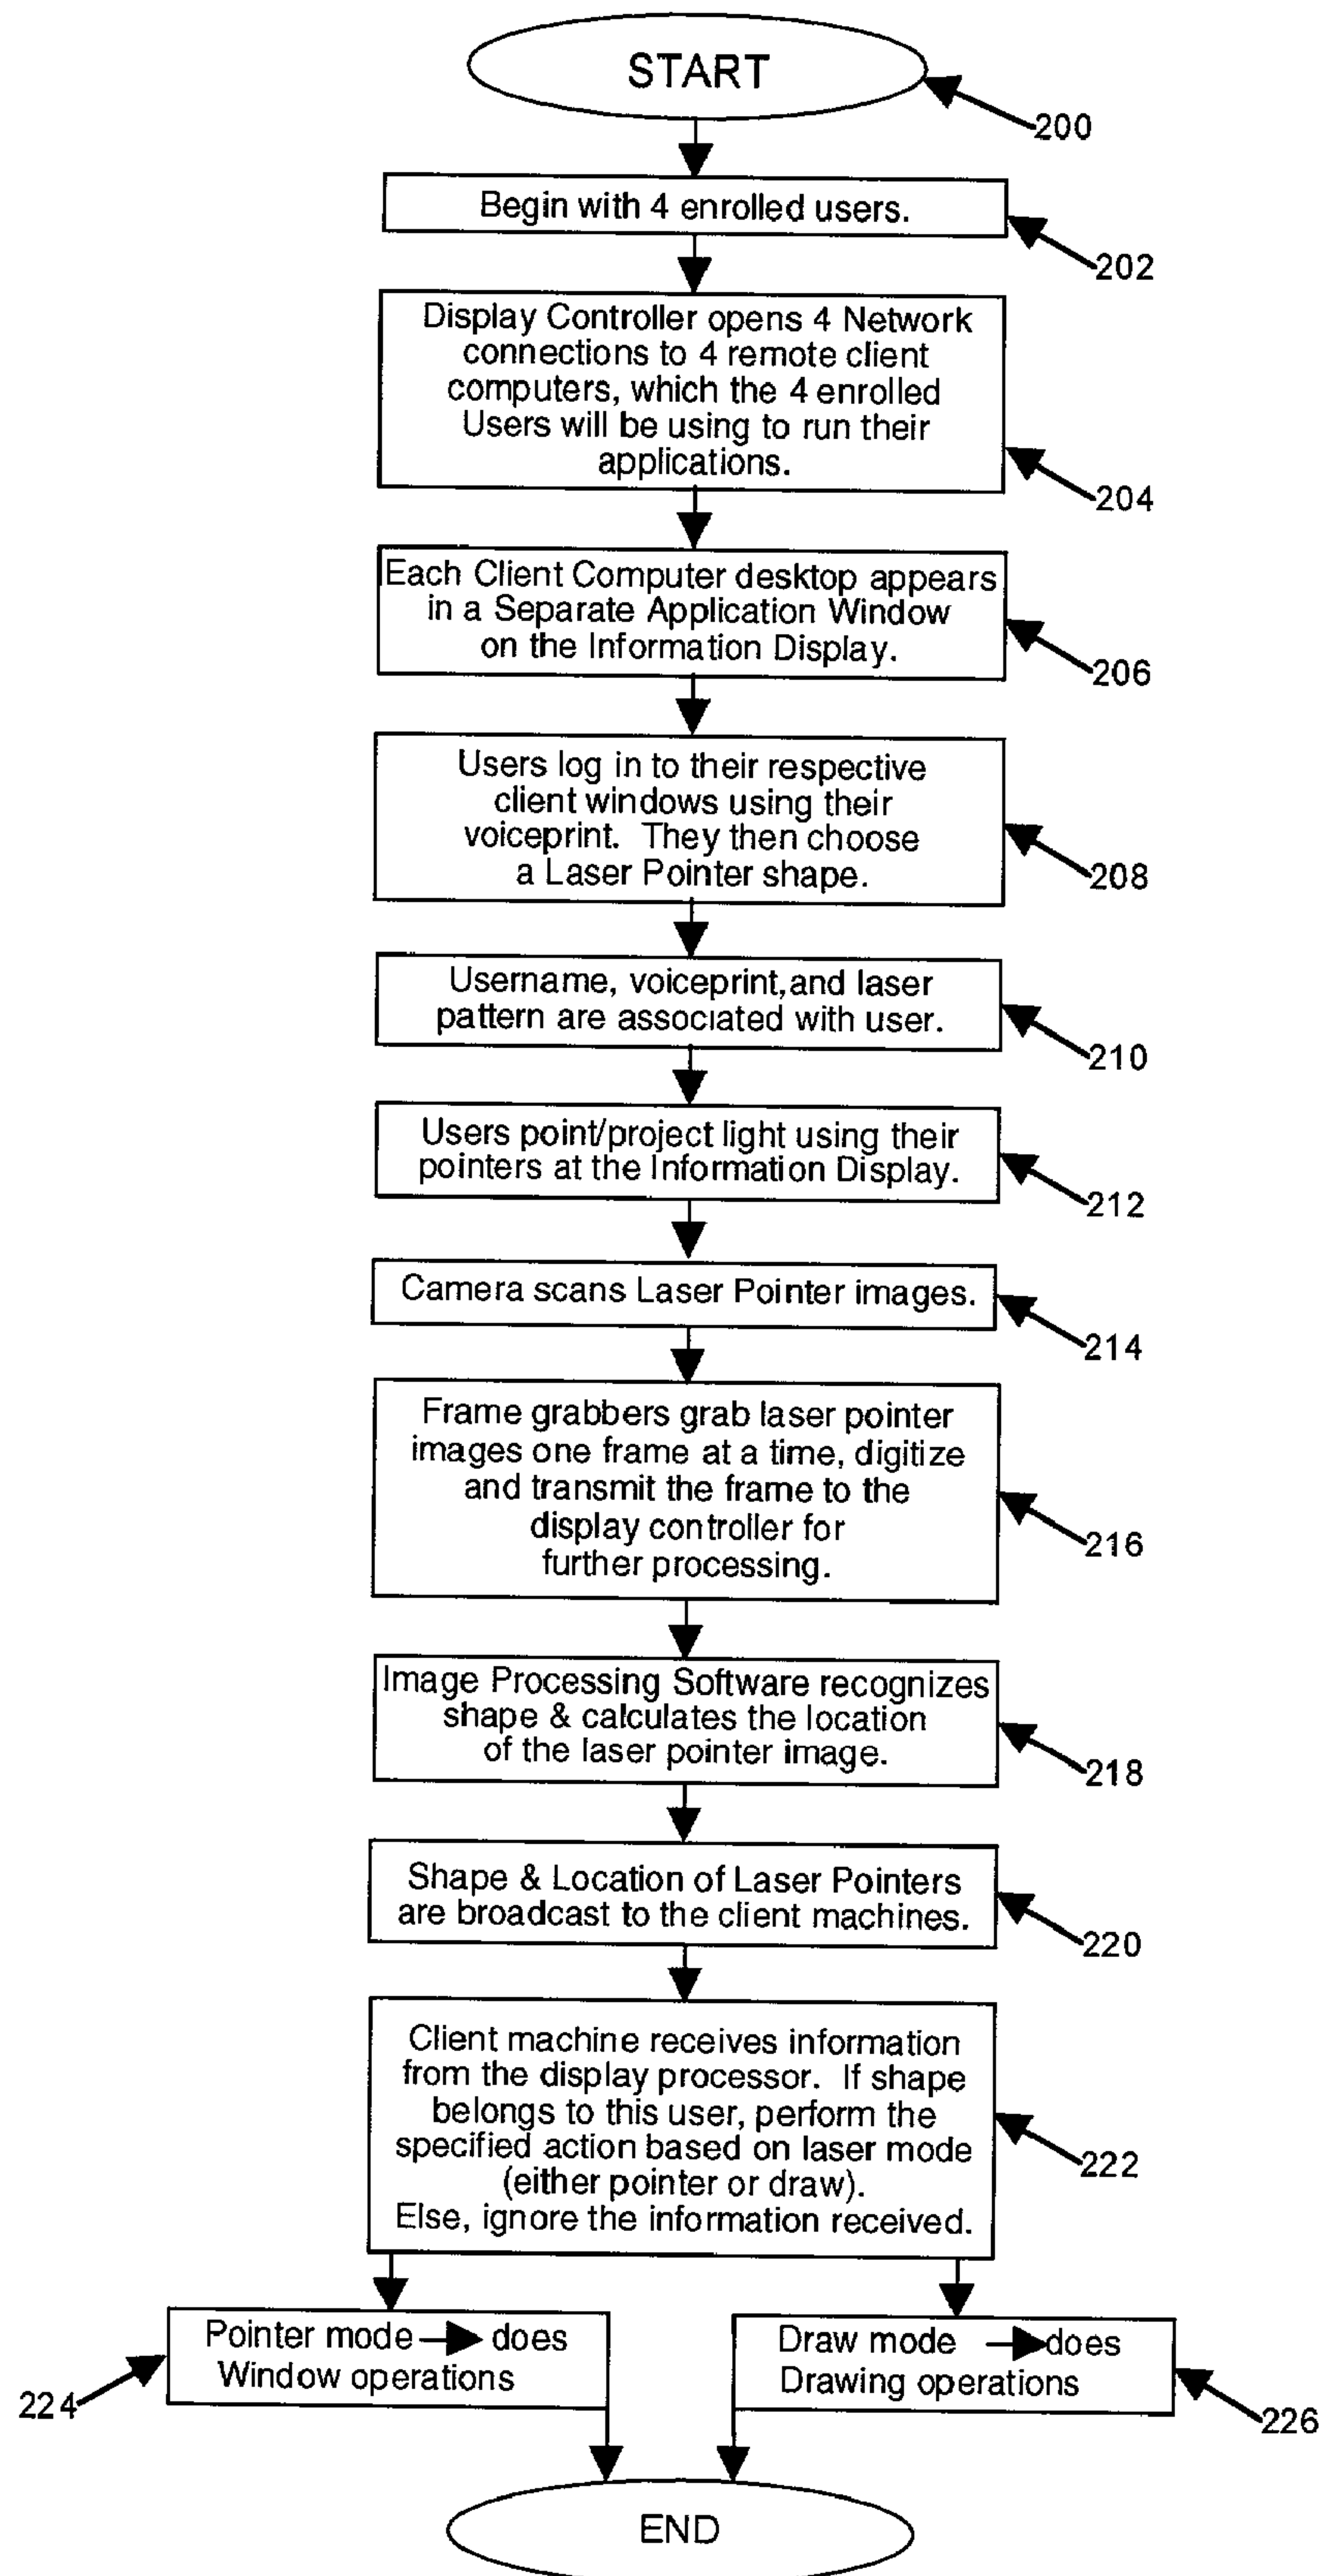 START
200
Begin with 4 enrolled users.
202
Display Controller opens 4 Network
connections to 4 remote client
computers, which the 4 enrolled
Users will be using to run their
applications.
204
Each Client Computer desktop appears
in a Separate Application Window
on the Information Display.
206
Users log in to their respective
client windows using their
voiceprint. They then choose
a Laser Pointer shape.
208
Username, voiceprint,and laser
pattern are associated with user.
210
Users point/project light using their
pointers at the Information Display.
212
Camera scans Laser Pointer images.
214
Frame grabbers grab laser pointer
images one frame at a time, digitize
and transmit the frame to the
display controller for
further processing.
216
Image Processing Software recognizes
shape & calculates the location
of the laser pointer image.
218
Shape & Location of Laser Pointers
are broadcast to the client machines.
220
Client machine receives information
from the display processor. If shape
belongs to this user, perform the
specified action based on laser mode
(either pointer or draw).
Else, ignore the information received.
222
Pointer mode → does
Window operations
224
Draw mode → does
Drawing operations
226
END